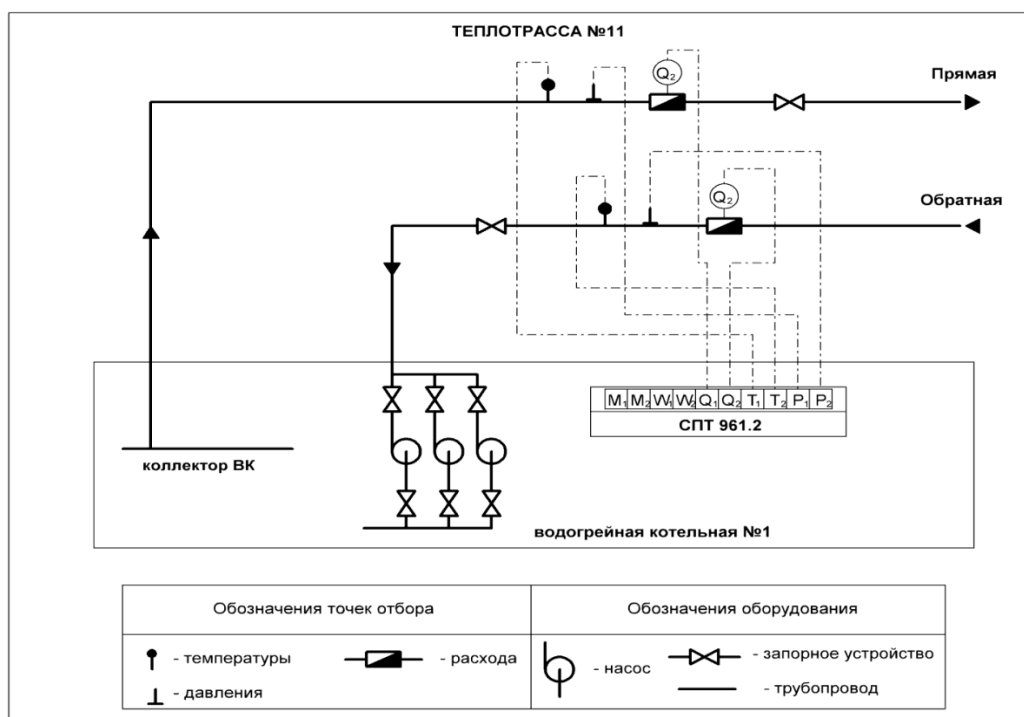 ТЕПЛОТРАССА №11
Q2
Прямая
Q2
Обратная
M1 M2 W1 W2 Q1 Q2 T1 T2 P1 P2
СПТ 961.2
коллектор ВК
водогрейная котельная №1
Обозначения точек отбора
Обозначения оборудования
- температуры
- расхода
- давления
- насос
- запорное устройство
- трубопровод